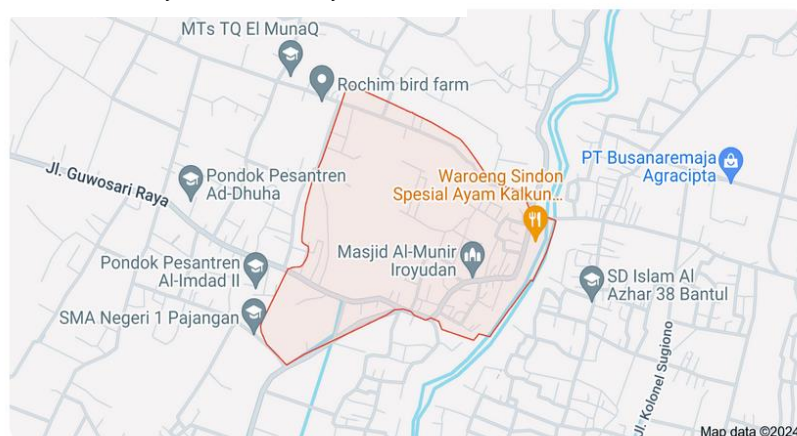 MTs TQ El MunaQ
Rochim bird farm
PT Busanaremaja
Agracipta
Waroeng Sindon
Spesial Ayam Kalkun...
Jl. Guwosari Raya
Pondok Pesantren
Ad-Dhuha
Masjid Al-Munir
Iroyudan
Pondok Pesantren
Al-Imdad II
SD Islam Al
Azhar 38 Bantul
SMA Negeri 1 Pajangan
Jl. Kolonel Sugiono
Map data ©2024